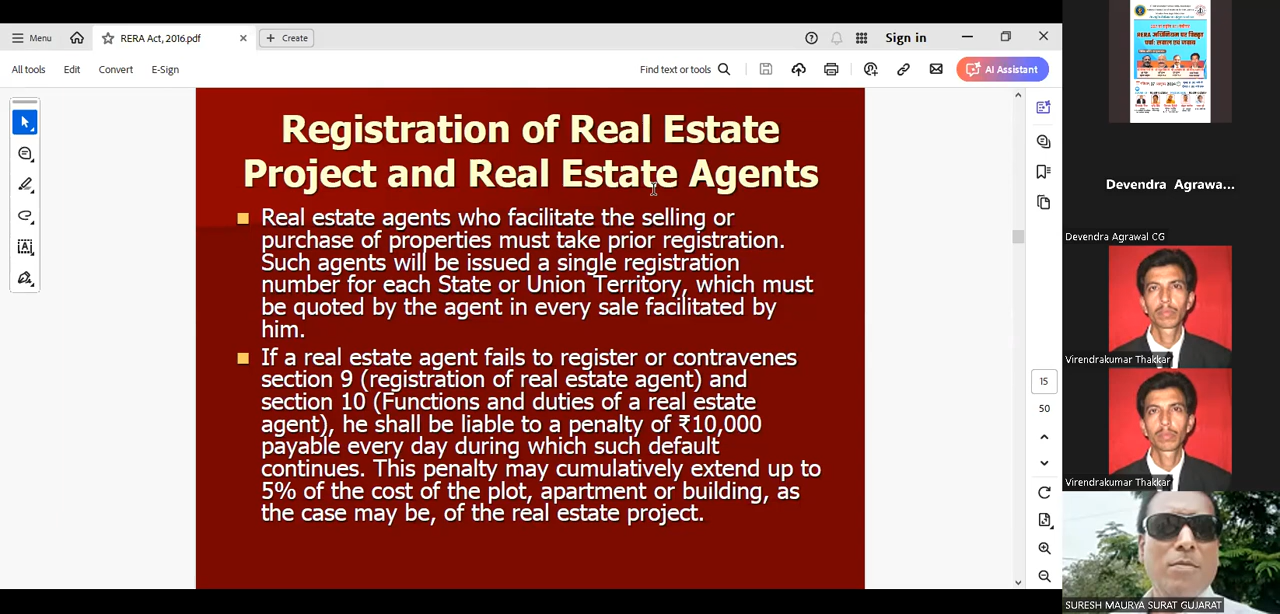 Menu
RERA Act, 2016.pdf
Create
Sign in
All tools
Edit
Convert
E-Sign
Find text or tools
AI Assistant
Registration of Real Estate
Project and Real Estate Agents
Real estate agents who facilitate the selling or
purchase of properties must take prior registration.
Such agents will be issued a single registration
number for each State or Union Territory, which must
be quoted by the agent in every sale facilitated by
him.
If a real estate agent fails to register or contravenes
section 9 (registration of real estate agent) and
section 10 (Functions and duties of a real estate
agent), he shall be liable to a penalty of ₹10,000
payable every day during which such default
continues. This penalty may cumulatively extend up to
5% of the cost of the plot, apartment or building, as
the case may be, of the real estate project.
15
50
RERA अधिनियम पर विस्तृत
चर्चा: सवाल एवं जवाब
Devendra Agrawa...
Devendra Agrawal CG
Virendrakumar Thakkar
Virendrakumar Thakkar
SURESH MAURYA SURAT GUJARAT